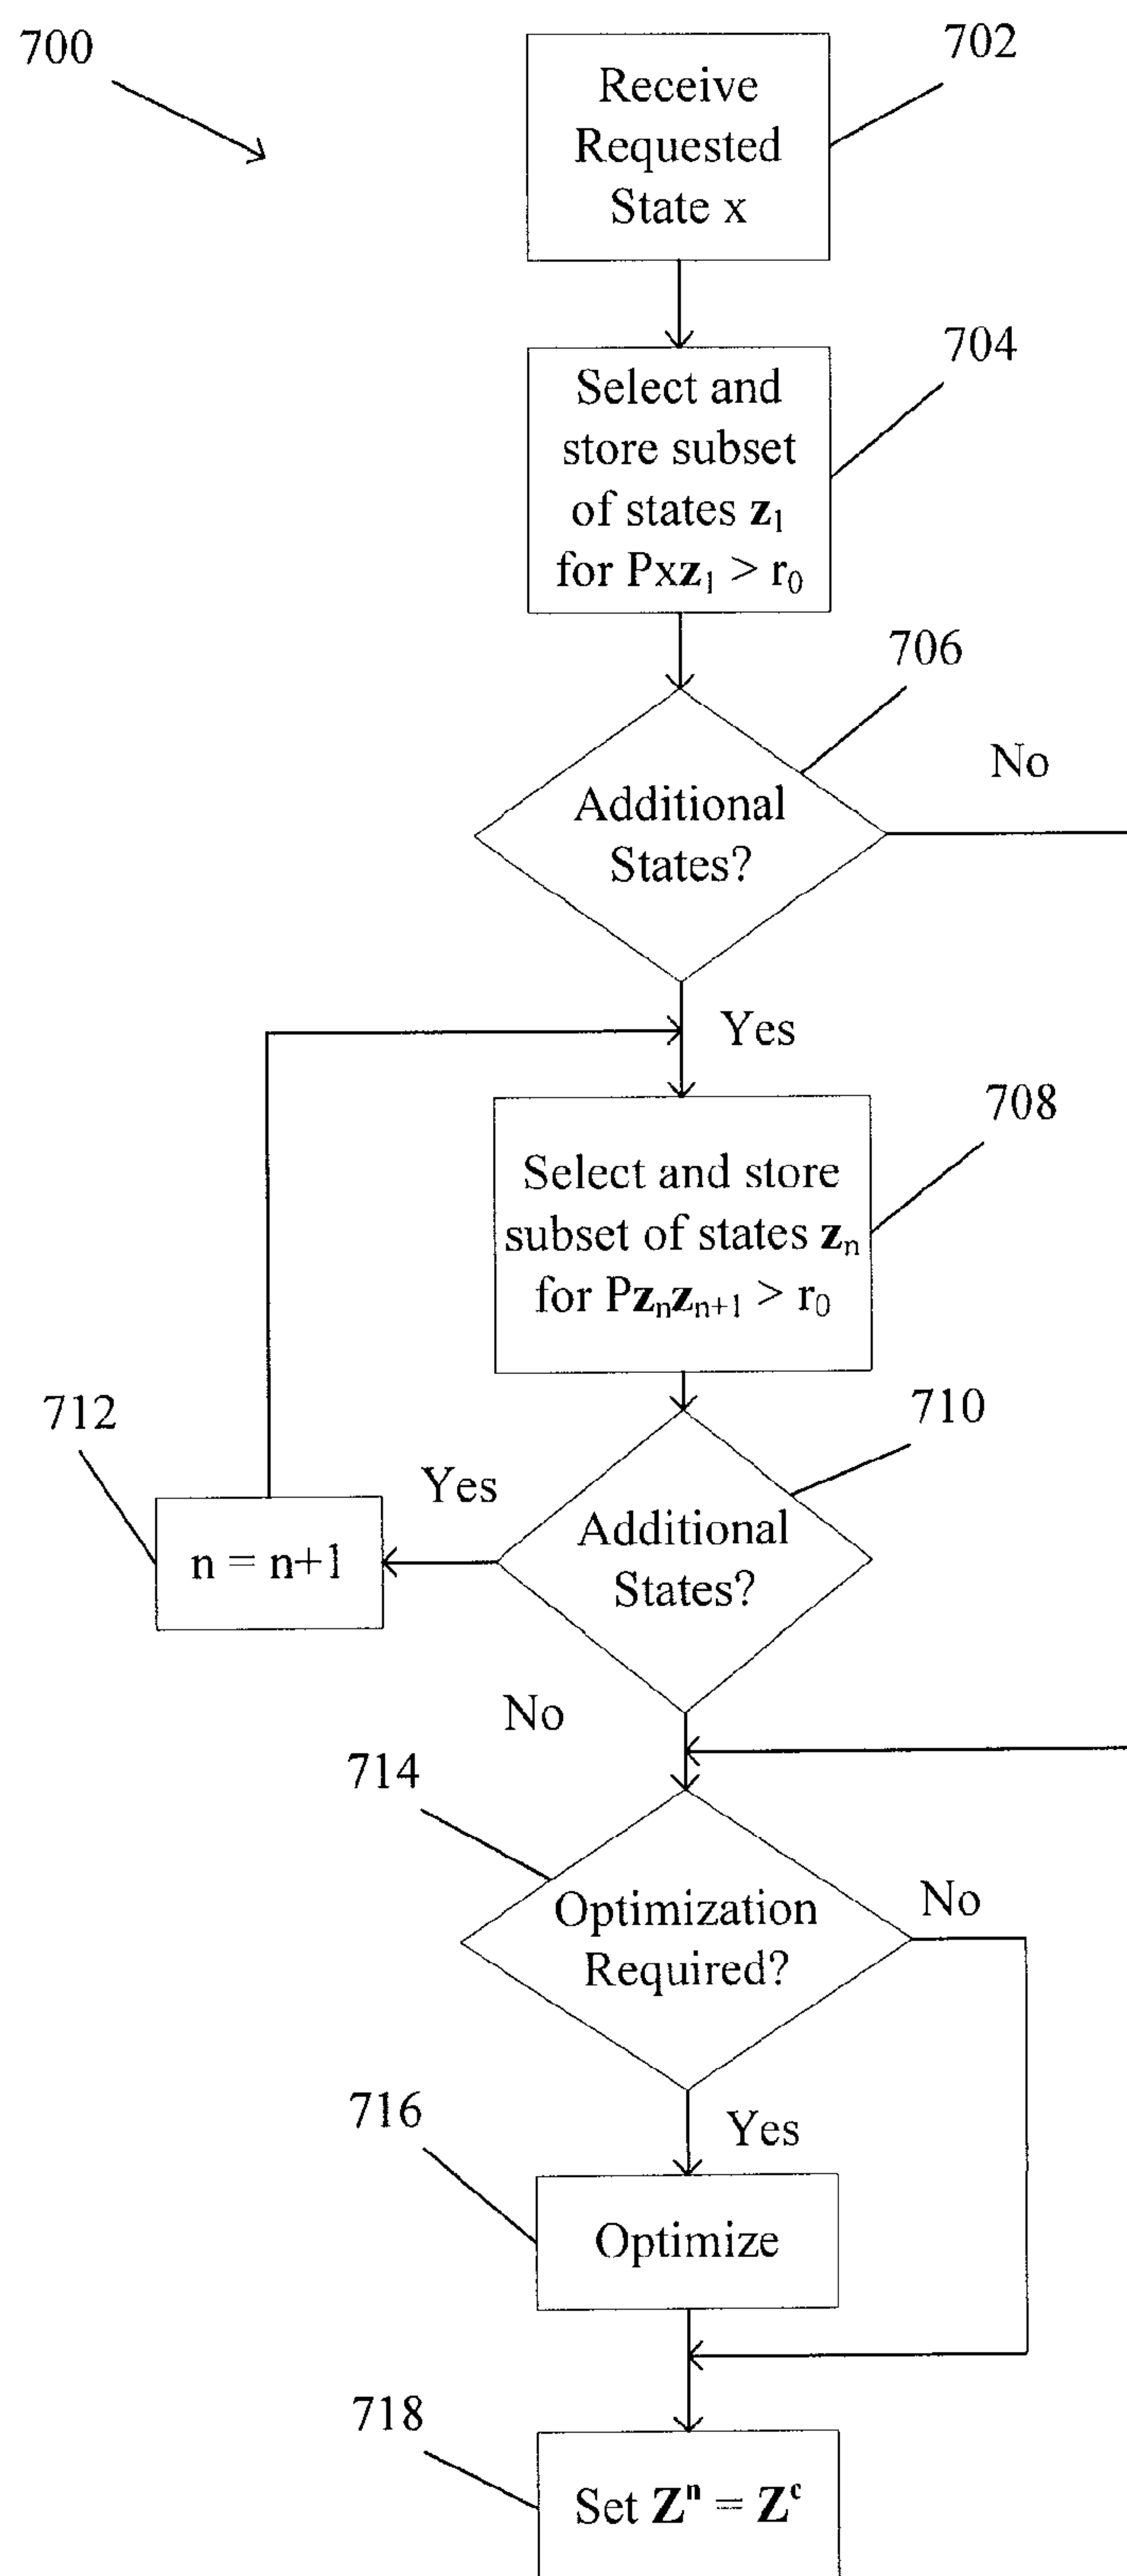 700
702
Receive
Requested
State x
704
Select and
store subset
of states z₁
for Pxz₁ > r₀
706
Additional
States?
No
Yes
708
Select and store
subset of states zₙ
for Pzₙzₙ₊₁ > r₀
710
712
Yes
Additional
States?
n = n+1
No
714
Optimization
Required?
No
716
Yes
Optimize
718
Set Zⁿ = Zᶜ